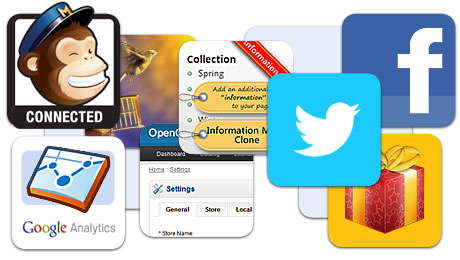 CONNECTED
Google Analytics
Collection
Spring
information
Add an additional
"information"
to your page
Information M
Clone
OpenC
Dashboard
Home :: Settings
Settings
General
Store
Local
* Store Name:
f